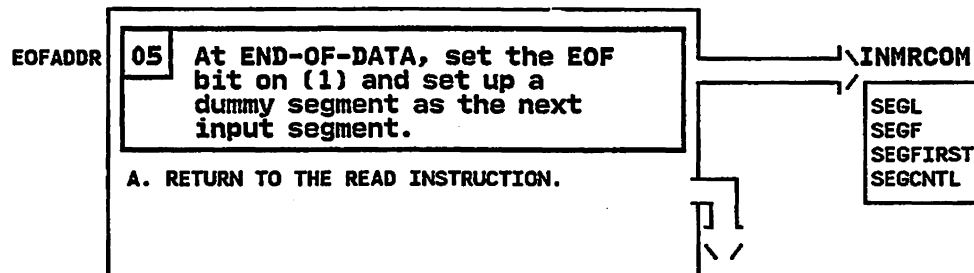 EOFADDR
05 At END-OF-DATA, set the EOF
bit on (1) and set up a
dummy segment as the next
input segment.
A. RETURN TO THE READ INSTRUCTION.
INMRCOM
SEGL
SEGF
SEGFIRST
SEGCNTL